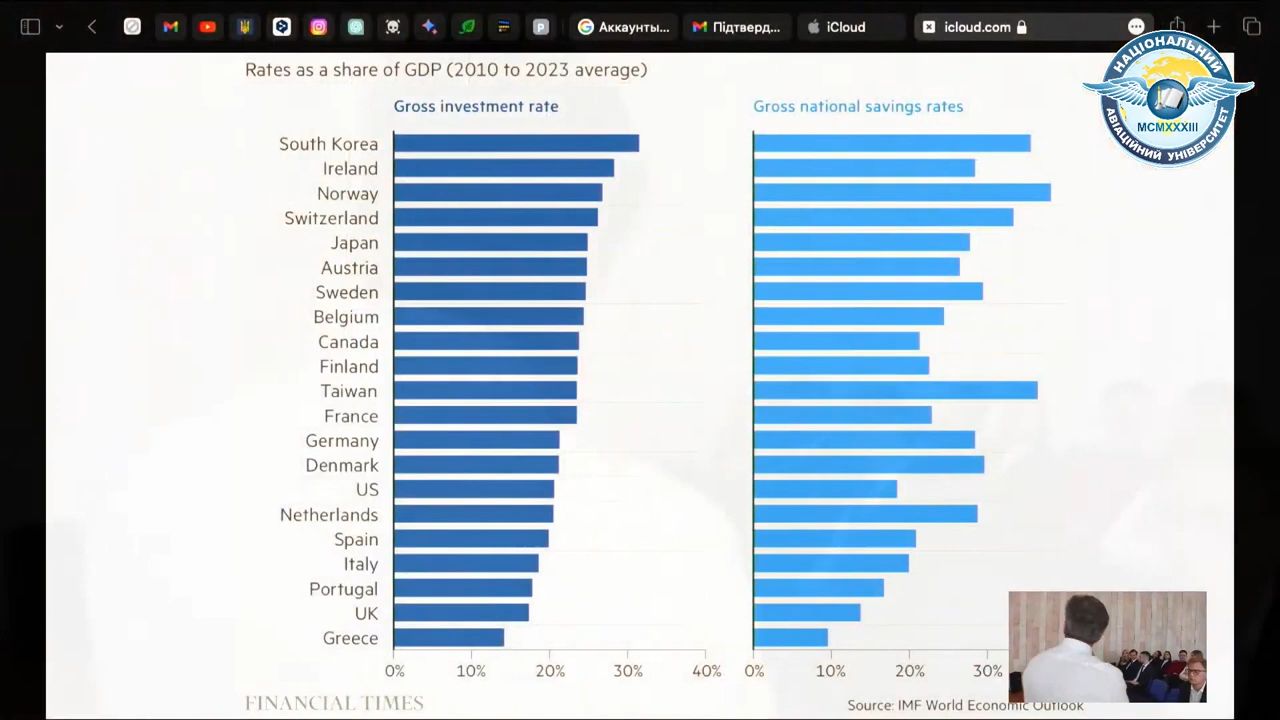 Аккаунты...
Підтверд...
iCloud
icloud.com
НАЦІОНАЛЬНИЙ
АВІАЦІЙНИЙ УНІВЕРСИТЕТ
MCMXXXIII
Rates as a share of GDP (2010 to 2023 average)
Gross investment rate
Gross national savings rates
South Korea
Ireland
Norway
Switzerland
Japan
Austria
Sweden
Belgium
Canada
Finland
Taiwan
France
Germany
Denmark
US
Netherlands
Spain
Italy
Portugal
UK
Greece
0% 10% 20% 30% 40%
0% 10% 20% 30%
FINANCIAL TIMES
Source: IMF World Economic Outlook